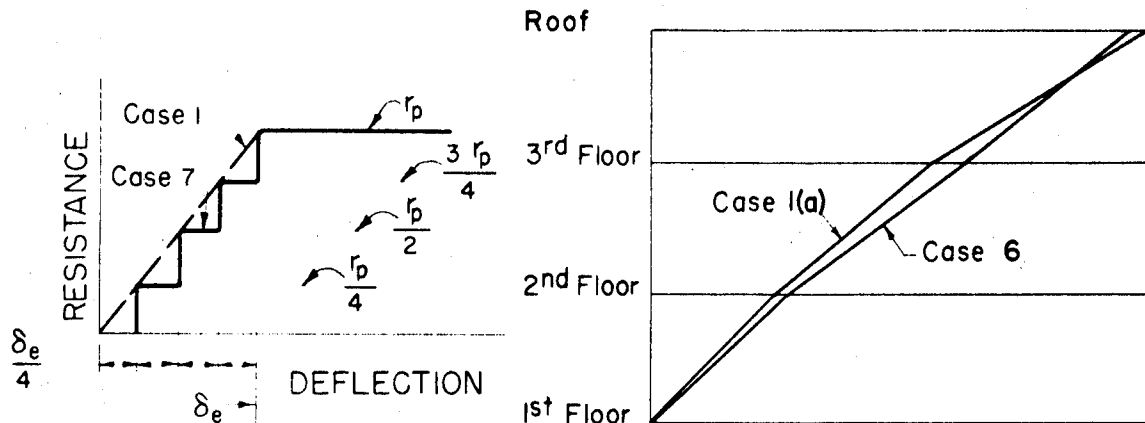 RESISTANCE
Case 1
Case 7
r_p
3 r_p
4
r_p
2
r_p
4
δ_e
4
DEFLECTION
δ_e
Roof
3rd Floor
Case 1(a)
Case 6
2nd Floor
1st Floor